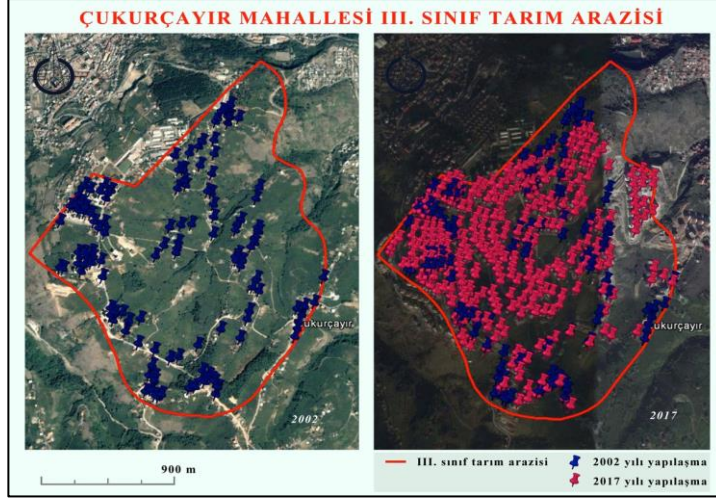 ÇUKURÇAYIR MAHALLESİ III. SINIF TARIM ARAZİSİ
Çukurçayır
2002
Çukurçayır
2017
900 m
III. sınıf tarım arazisi
2002 yılı yapılaşma
2017 yılı yapılaşma